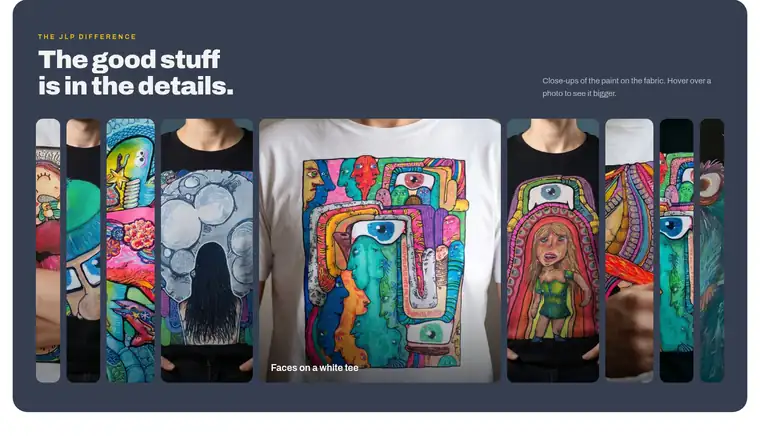 THE JLP DIFFERENCE
The good stuff
is in the details.
Close-ups of the paint on the fabric. Hover over a
photo to see it bigger.
Faces on a white tee